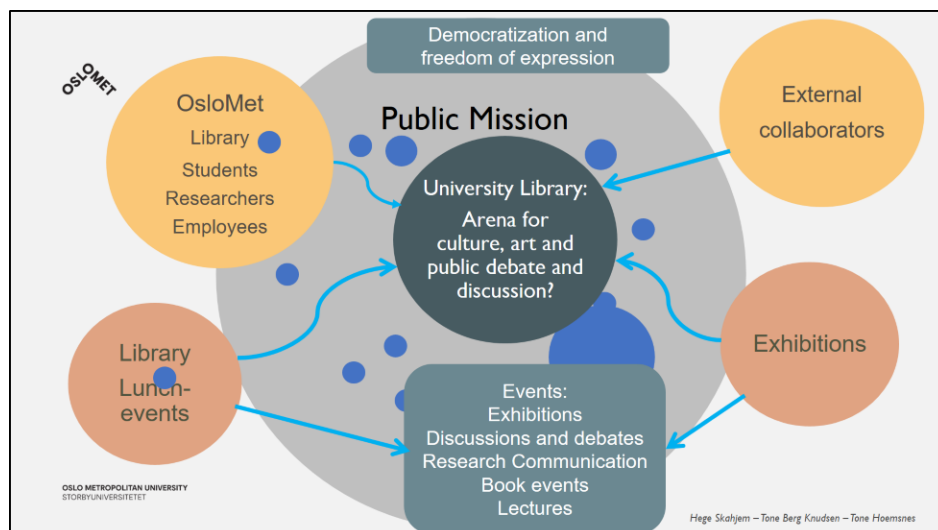 Democratization and
freedom of expression
OSLOMET
OsloMet
Library
Students
Researchers
Employees
Public Mission
External
collaborators
University Library:
Arena for
culture, art and
public debate and
discussion?
Library
Lunch-
events
Exhibitions
Events:
Exhibitions
Discussions and debates
Research Communication
Book events
Lectures
OSLO METROPOLITAN UNIVERSITY
STORBYUNIVERSITETET
Hege Skahjem – Tone Berg Knudsen – Tone Hoemsnes